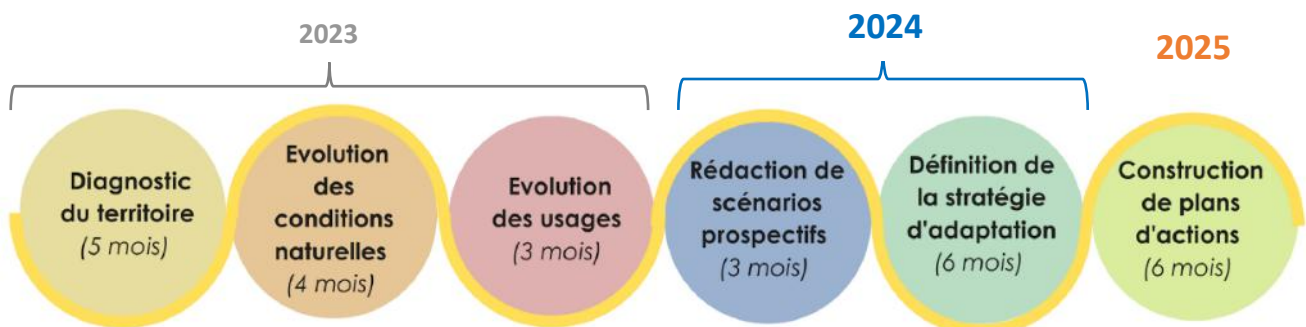 2023
2024
2025
Diagnostic
du territoire
(5 mois)
Evolution
des
conditions
naturelles
(4 mois)
Evolution
des usages
(3 mois)
Rédaction de
scénarios
prospectifs
(3 mois)
Définition de
la stratégie
d'adaptation
(6 mois)
Construction
de plans
d'actions
(6 mois)